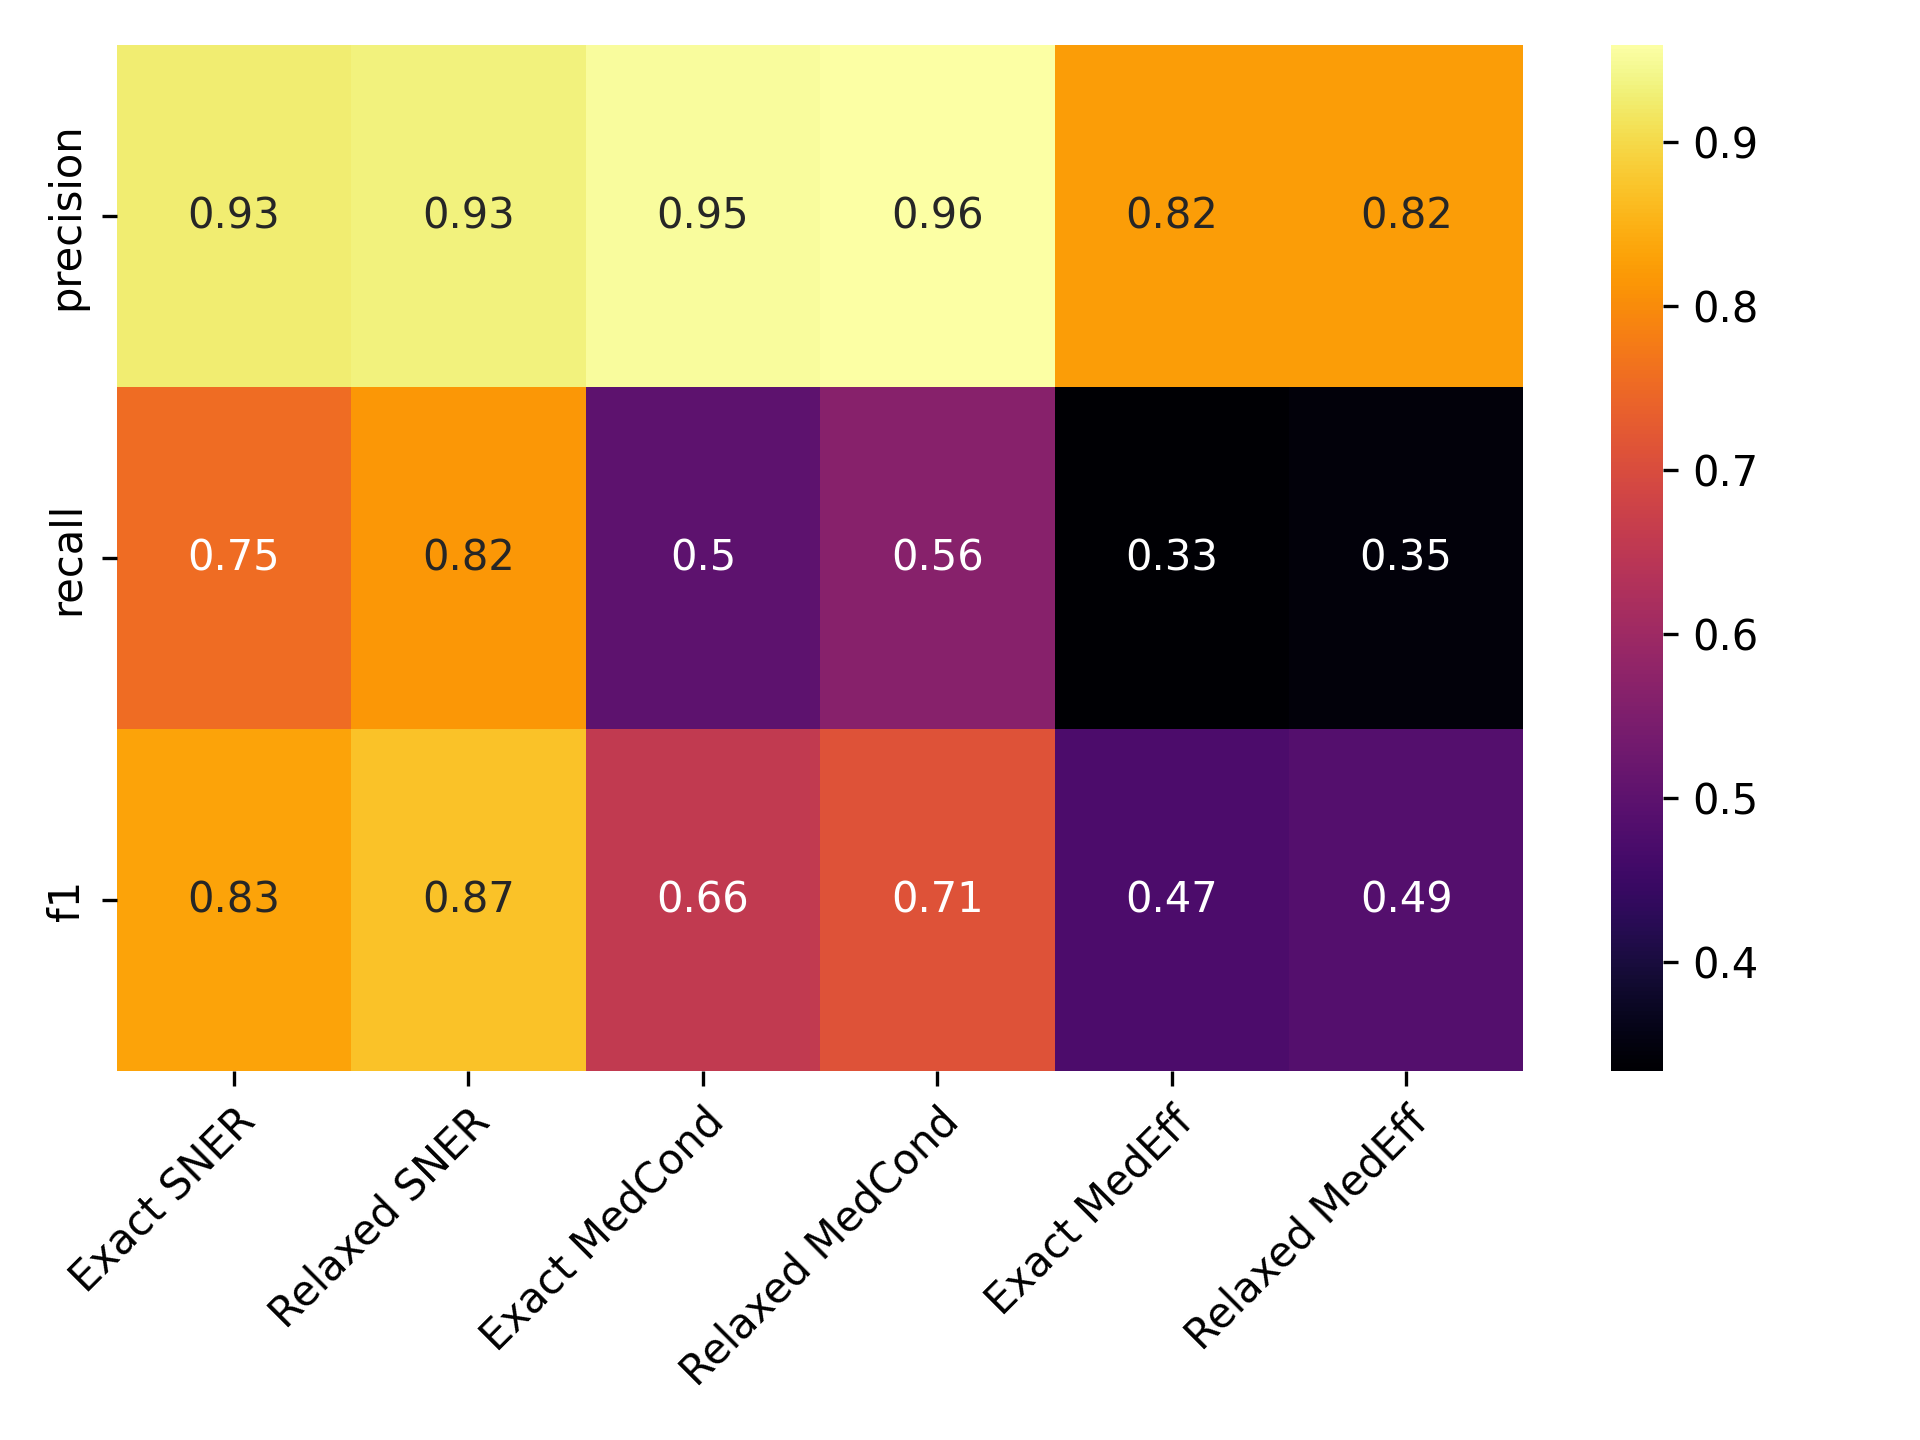 precision 0.93 0.93 0.95 0.96 0.82 0.82
recall 0.75 0.82 0.5 0.56 0.33 0.35
f1 0.83 0.87 0.66 0.71 0.47 0.49
Exact SNER
Relaxed SNER
Exact MedCond
Relaxed MedCond
Exact MedEff
Relaxed MedEff
0.9
0.8
0.7
0.6
0.5
0.4